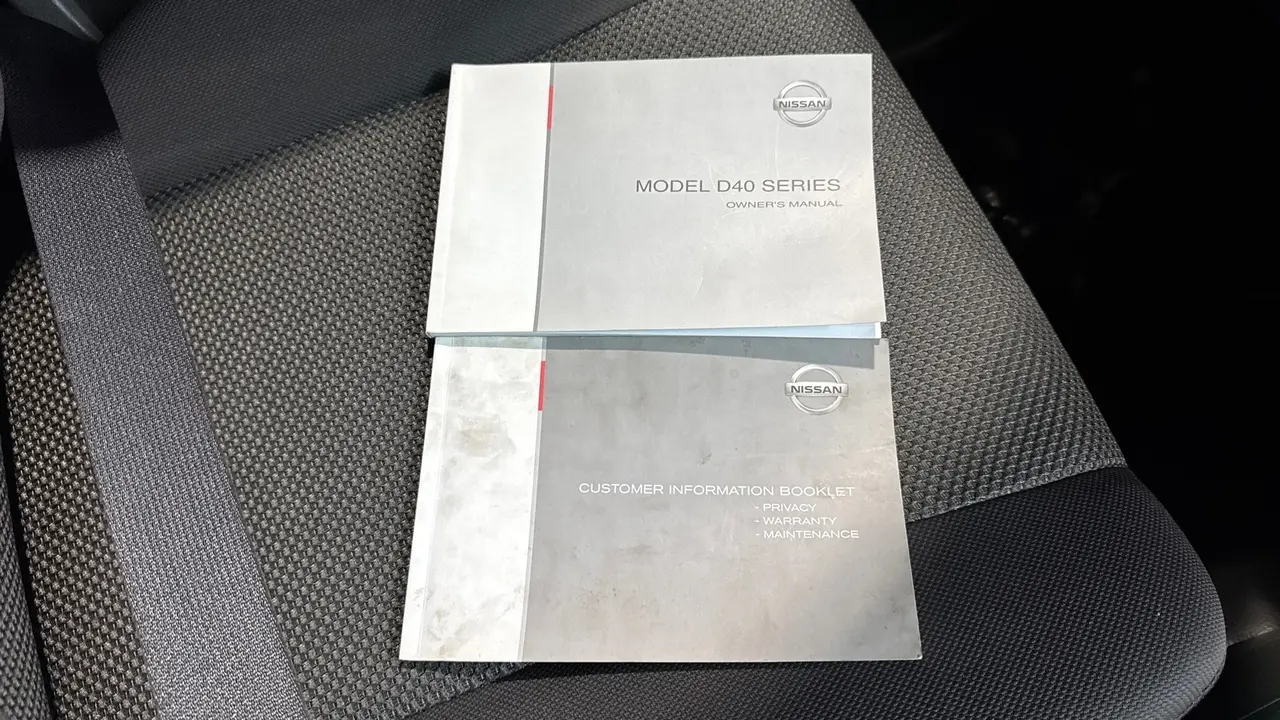 NISSAN
MODEL D40 SERIES
OWNER'S MANUAL
NISSAN
CUSTOMER INFORMATION BOOKLET
- PRIVACY
- WARRANTY
- MAINTENANCE